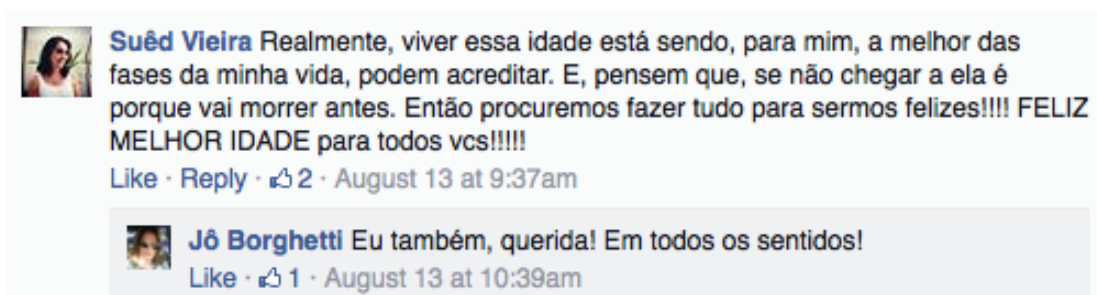 Suêd Vieira Realmente, viver essa idade está sendo, para mim, a melhor das
fases da minha vida, podem acreditar. E, pensem que, se não chegar a ela é
porque vai morrer antes. Então procuremos fazer tudo para sermos felizes!!!! FELIZ
MELHOR IDADE para todos vcs!!!!!
Like · Reply · 2 · August 13 at 9:37am
Jô Borghetti Eu também, querida! Em todos os sentidos!
Like · 1 · August 13 at 10:39am